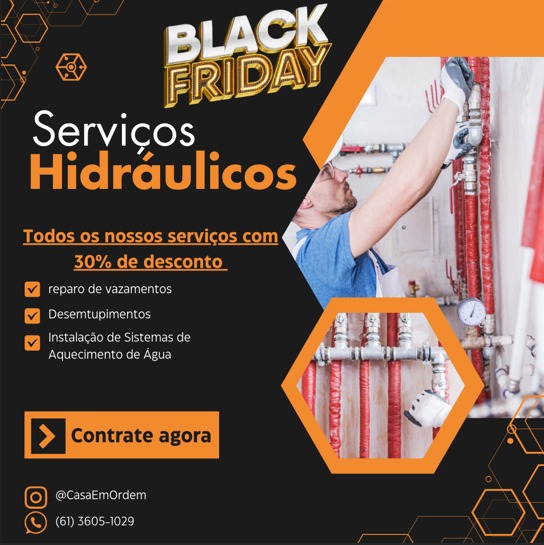 BLACK
FRIDAY
Serviços
Hidráulicos
Todos os nossos serviços com
30% de desconto
reparo de vazamentos
Desemtupimentos
Instalação de Sistemas de
Aquecimento de Água
Contrate agora
@CasaEmOrdem
(61) 3605-1029